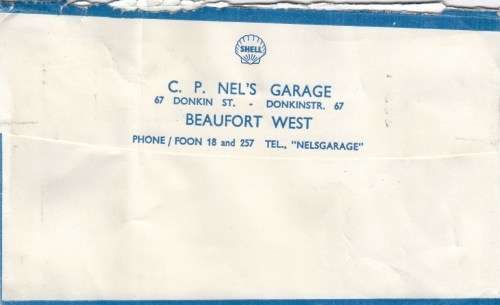 SHELL
C. P. NEL'S GARAGE
67 DONKIN ST. - DONKINSTR. 67
BEAUFORT WEST
PHONE / FOON 18 and 257 TEL., "NELSGARAGE"